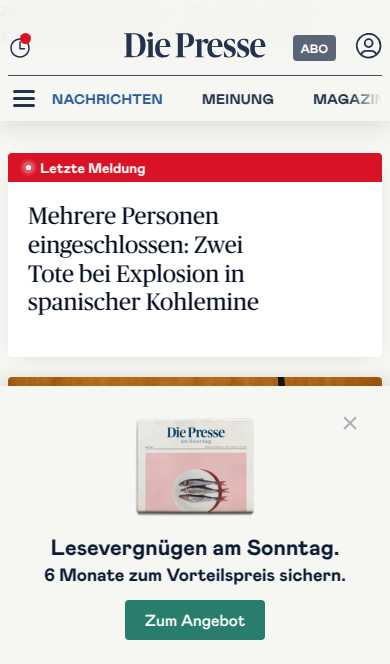 Die Presse
ABO
NACHRICHTEN MEINUNG MAGAZIN
Letzte Meldung
Mehrere Personen
eingeschlossen: Zwei
Tote bei Explosion in
spanischer Kohlemine
Die Presse
am Sonntag
Lesevergnügen am Sonntag.
6 Monate zum Vorteilspreis sichern.
Zum Angebot